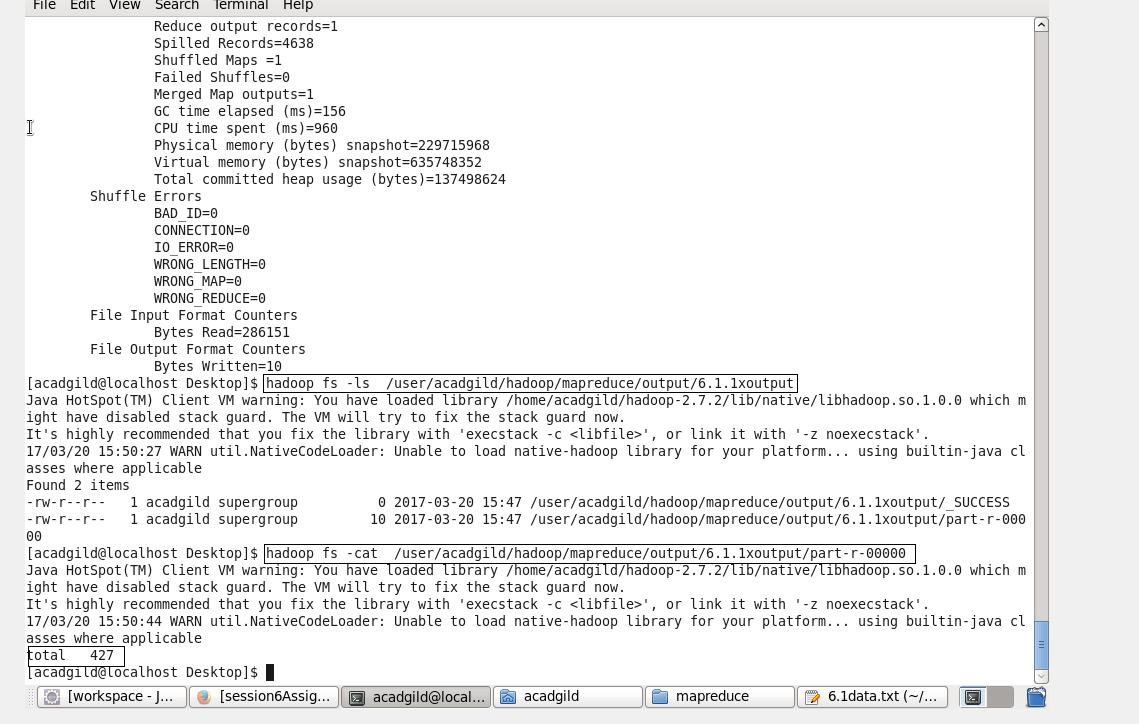 File Edit View Search Terminal Help
Reduce output records=1
Spilled Records=4638
Shuffled Maps =1
Failed Shuffles=0
Merged Map outputs=1
GC time elapsed (ms)=156
CPU time spent (ms)=960
Physical memory (bytes) snapshot=229715968
Virtual memory (bytes) snapshot=635748352
Total committed heap usage (bytes)=137498624
Shuffle Errors
BAD_ID=0
CONNECTION=0
IO_ERROR=0
WRONG_LENGTH=0
WRONG_MAP=0
WRONG_REDUCE=0
File Input Format Counters
Bytes Read=286151
File Output Format Counters
Bytes Written=10
[acadgild@localhost Desktop]$ hadoop fs -ls  /user/acadgild/hadoop/mapreduce/output/6.1.1xoutput
Java HotSpot(TM) Client VM warning: You have loaded library /home/acadgild/hadoop-2.7.2/lib/native/libhadoop.so.1.0.0 which m
ight have disabled stack guard. The VM will try to fix the stack guard now.
It's highly recommended that you fix the library with 'execstack -c <libfile>', or link it with '-z noexecstack'.
17/03/20 15:50:27 WARN util.NativeCodeLoader: Unable to load native-hadoop library for your platform... using builtin-java cl
asses where applicable
Found 2 items
-rw-r--r--   1 acadgild supergroup          0 2017-03-20 15:47 /user/acadgild/hadoop/mapreduce/output/6.1.1xoutput/_SUCCESS
-rw-r--r--   1 acadgild supergroup         10 2017-03-20 15:47 /user/acadgild/hadoop/mapreduce/output/6.1.1xoutput/part-r-000
00
[acadgild@localhost Desktop]$ hadoop fs -cat  /user/acadgild/hadoop/mapreduce/output/6.1.1xoutput/part-r-00000
Java HotSpot(TM) Client VM warning: You have loaded library /home/acadgild/hadoop-2.7.2/lib/native/libhadoop.so.1.0.0 which m
ight have disabled stack guard. The VM will try to fix the stack guard now.
It's highly recommended that you fix the library with 'execstack -c <libfile>', or link it with '-z noexecstack'.
17/03/20 15:50:44 WARN util.NativeCodeLoader: Unable to load native-hadoop library for your platform... using builtin-java cl
asses where applicable
total   427
[acadgild@localhost Desktop]$
[workspace - J... [session6Assig... acadgild@local... acadgild mapreduce 6.1data.txt (~/...